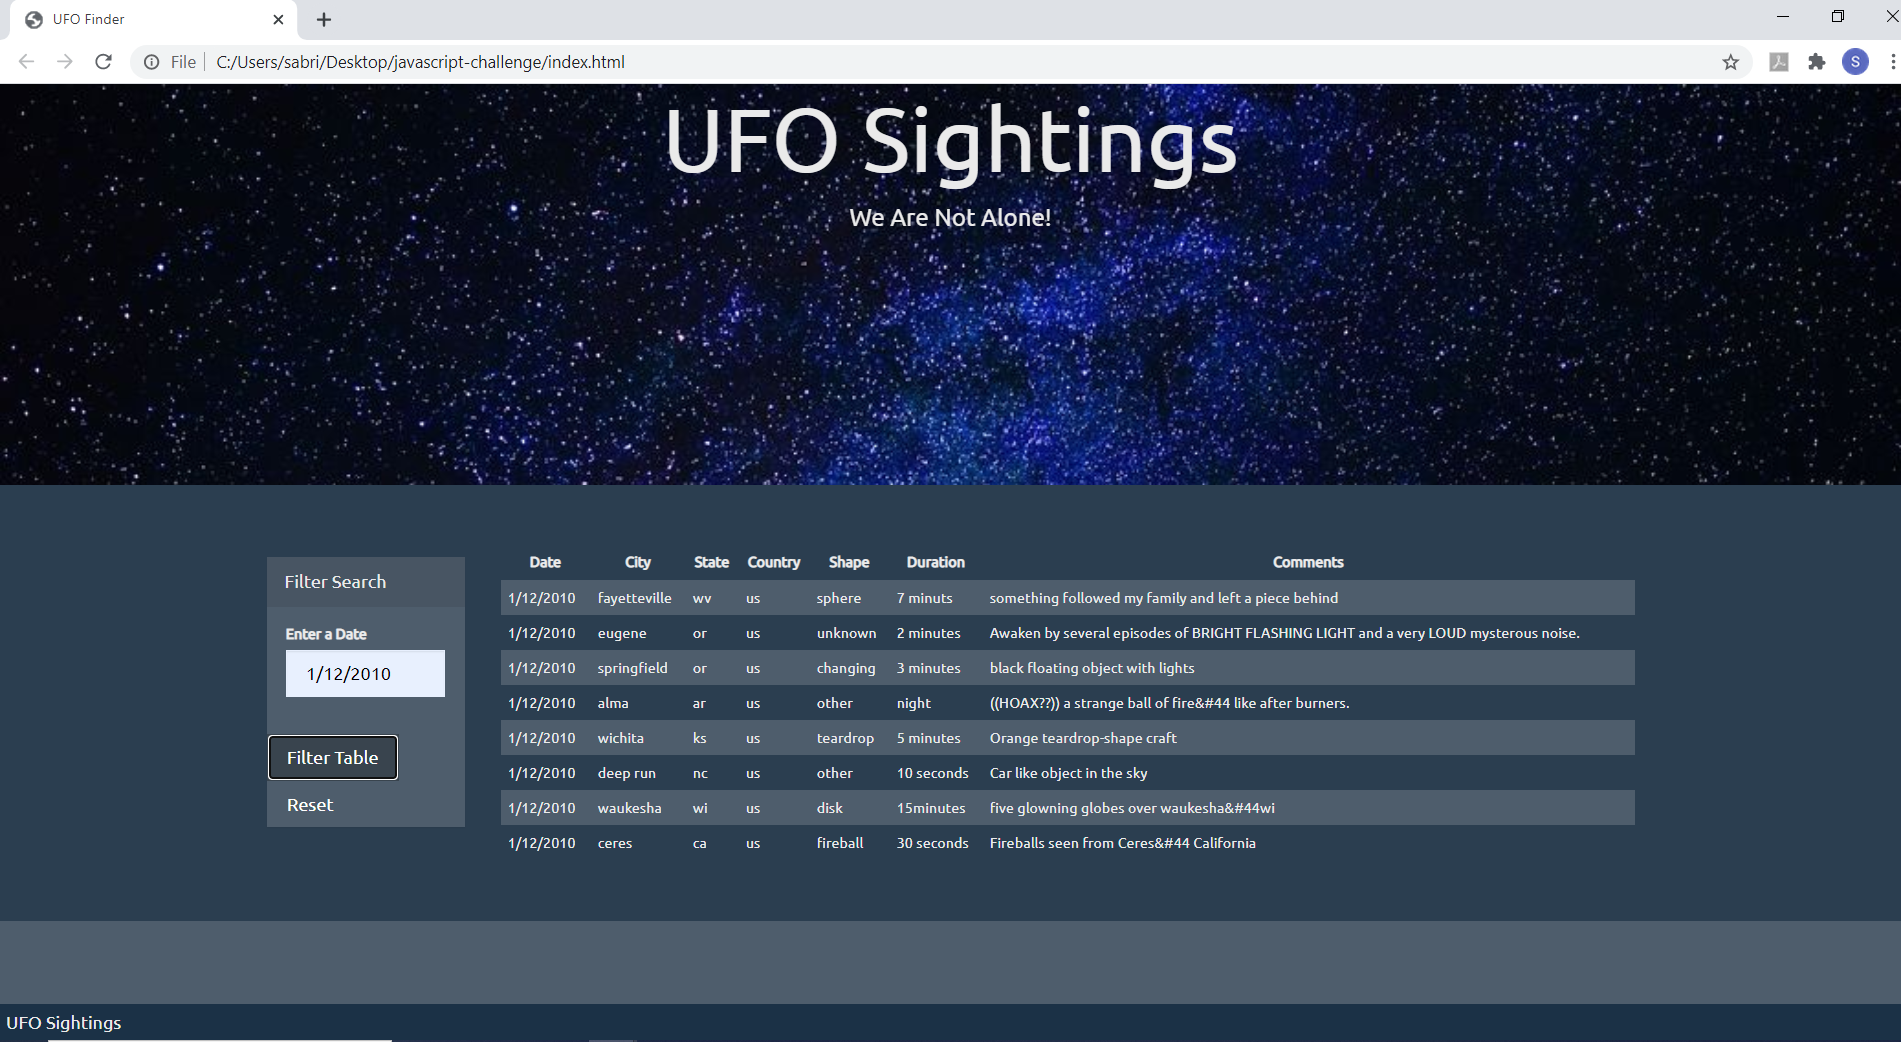 UFO Finder
File C:/Users/sabri/Desktop/javascript-challenge/index.html
S
UFO Sightings
We Are Not Alone!
Filter Search
Enter a Date
1/12/2010
Filter Table
Reset
Date City State Country Shape Duration Comments
1/12/2010 fayetteville wv us sphere 7 minuts something followed my family and left a piece behind
1/12/2010 eugene or us unknown 2 minutes Awaken by several episodes of BRIGHT FLASHING LIGHT and a very LOUD mysterous noise.
1/12/2010 springfield or us changing 3 minutes black floating object with lights
1/12/2010 alma ar us other night ((HOAX??)) a strange ball of fire&#44 like after burners.
1/12/2010 wichita ks us teardrop 5 minutes Orange teardrop-shape craft
1/12/2010 deep run nc us other 10 seconds Car like object in the sky
1/12/2010 waukesha wi us disk 15minutes five glowning globes over waukesha&#44wi
1/12/2010 ceres ca us fireball 30 seconds Fireballs seen from Ceres&#44 California
UFO Sightings